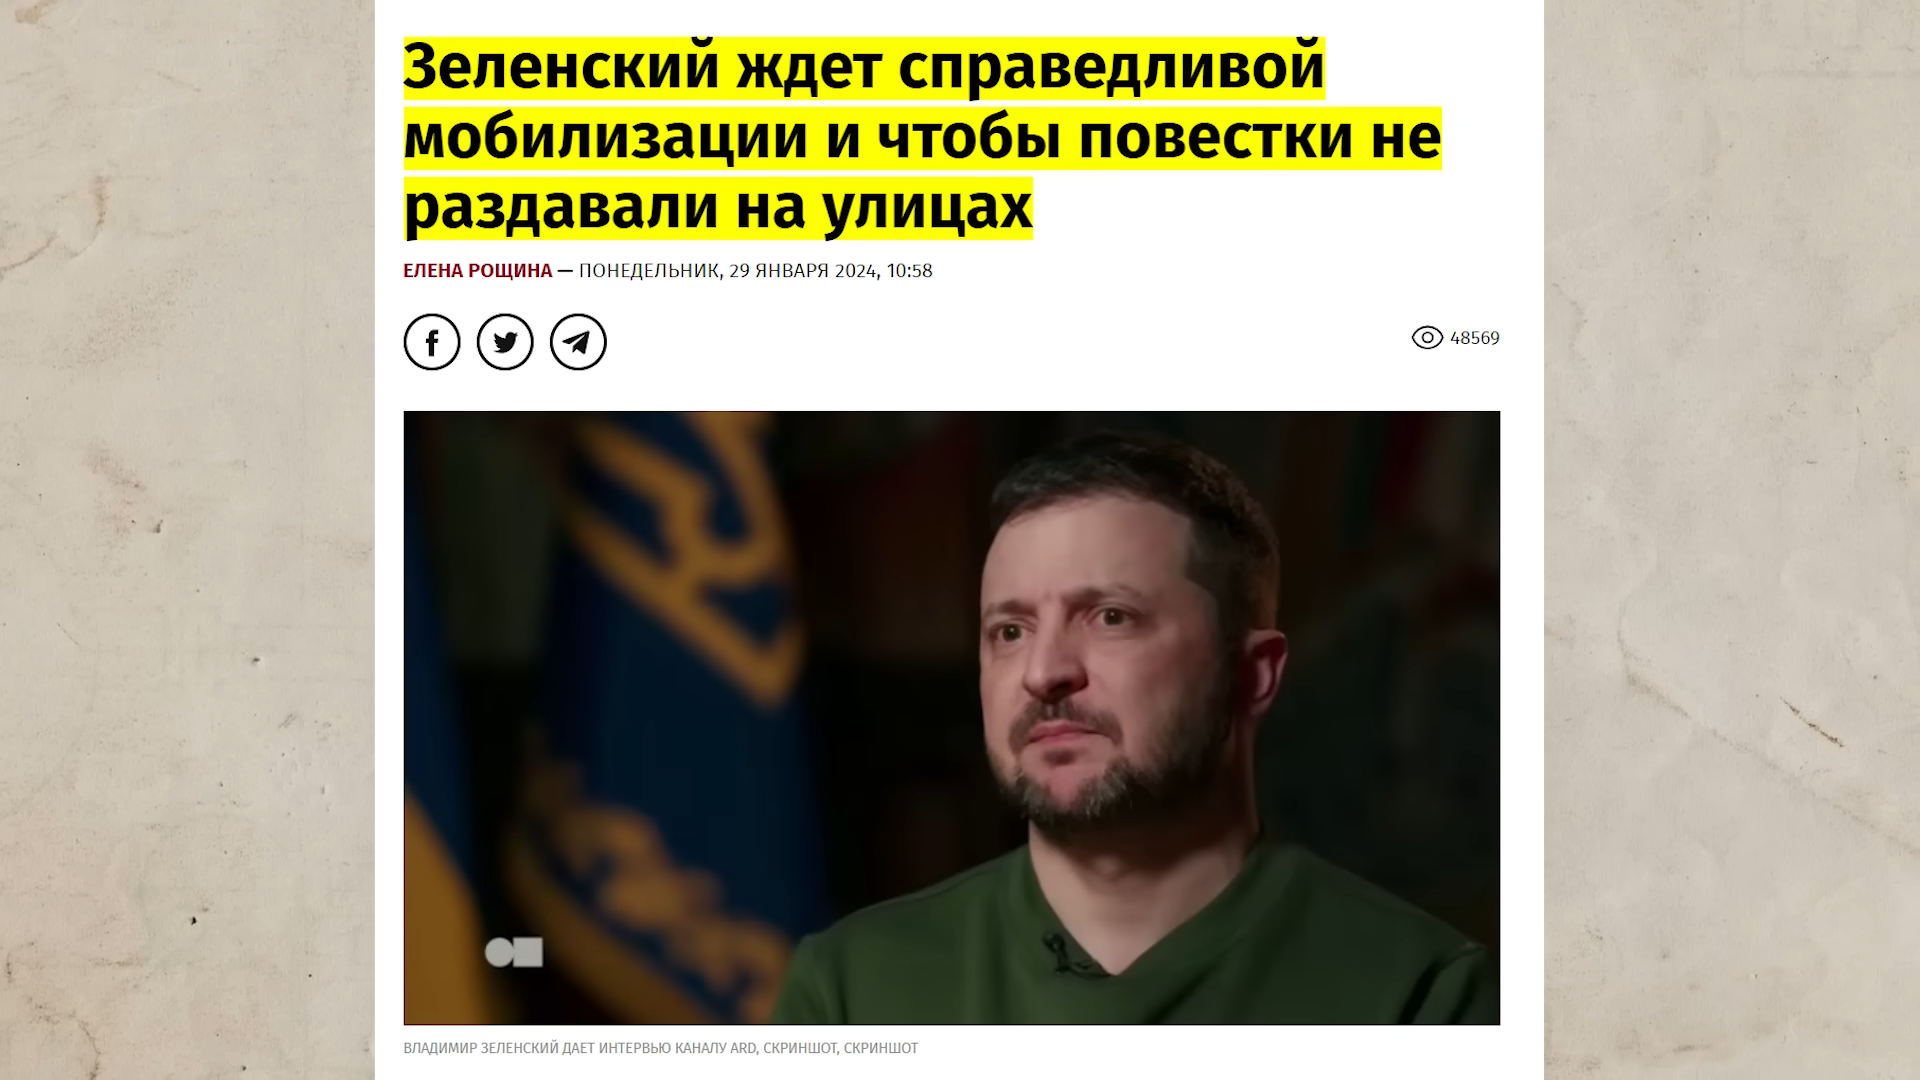 Зеленский ждет справедливой
мобилизации и чтобы повестки не
раздавали на улицах
ЕЛЕНА РОЩИНА — ПОНЕДЕЛЬНИК, 29 ЯНВАРЯ 2024, 10:58
48569
ВЛАДИМИР ЗЕЛЕНСКИЙ ДАЕТ ИНТЕРВЬЮ КАНАЛУ ARD, СКРИНШОТ, СКРИНШОТ